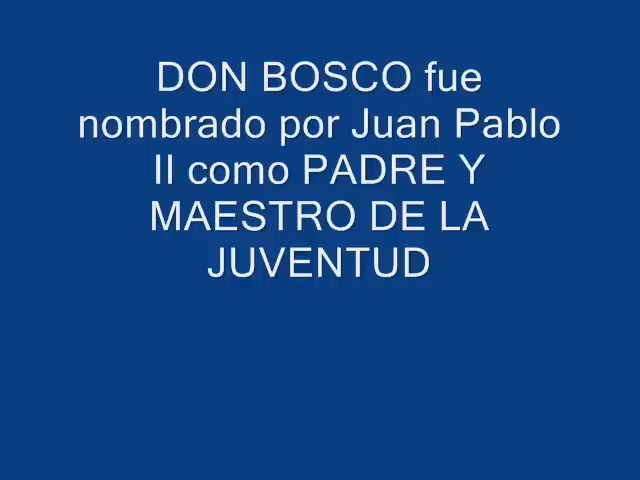 DON BOSCO fue
nombrado por Juan Pablo
II como PADRE Y
MAESTRO DE LA
JUVENTUD